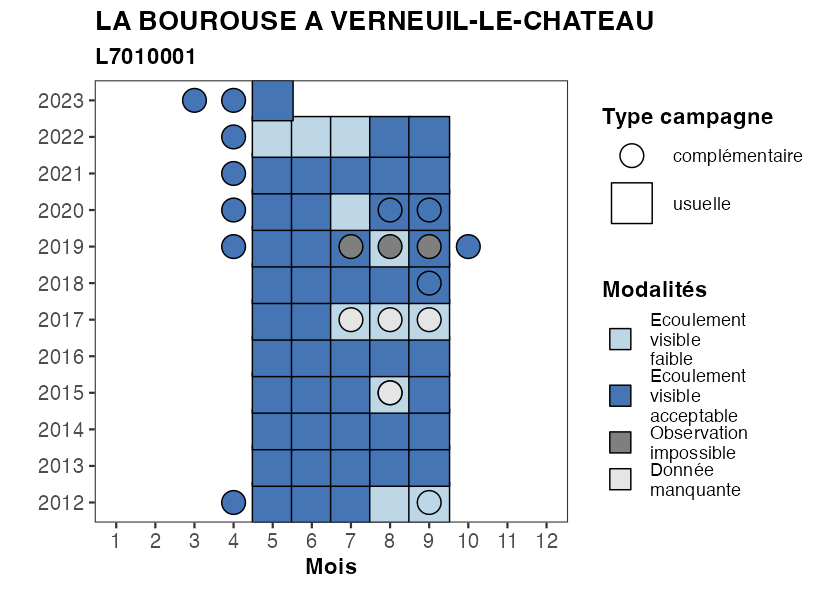 LA BOUROUSE A VERNEUIL-LE-CHATEAU
L7010001
2023
2022
2021
2020
2019
2018
2017
2016
2015
2014
2013
2012
1 2 3 4 5 6 7 8 9 10 11 12
Mois
Type campagne
complémentaire
usuelle
Modalités
Ecoulement
visible
faible
Ecoulement
visible
acceptable
Observation
impossible
Donnée
manquante